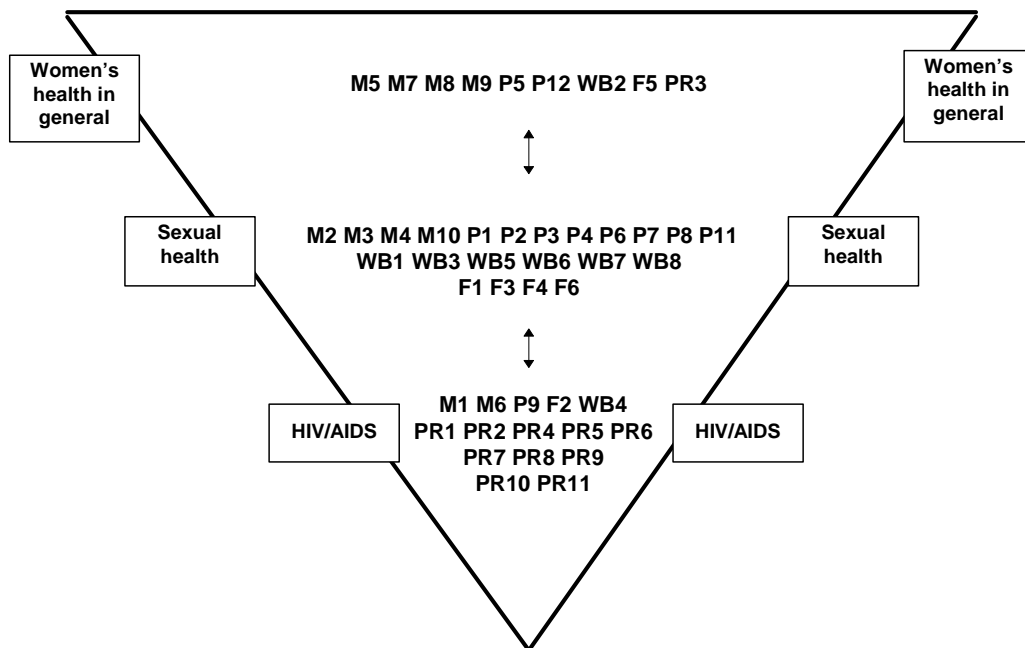 Women's
health in
general
M5 M7 M8 M9 P5 P12 WB2 F5 PR3
Women's
health in
general
Sexual
health
M2 M3 M4 M10 P1 P2 P3 P4 P6 P7 P8 P11
WB1 WB3 WB5 WB6 WB7 WB8
F1 F3 F4 F6
Sexual
health
HIV/AIDS
M1 M6 P9 F2 WB4
PR1 PR2 PR4 PR5 PR6
PR7 PR8 PR9
PR10 PR11
HIV/AIDS